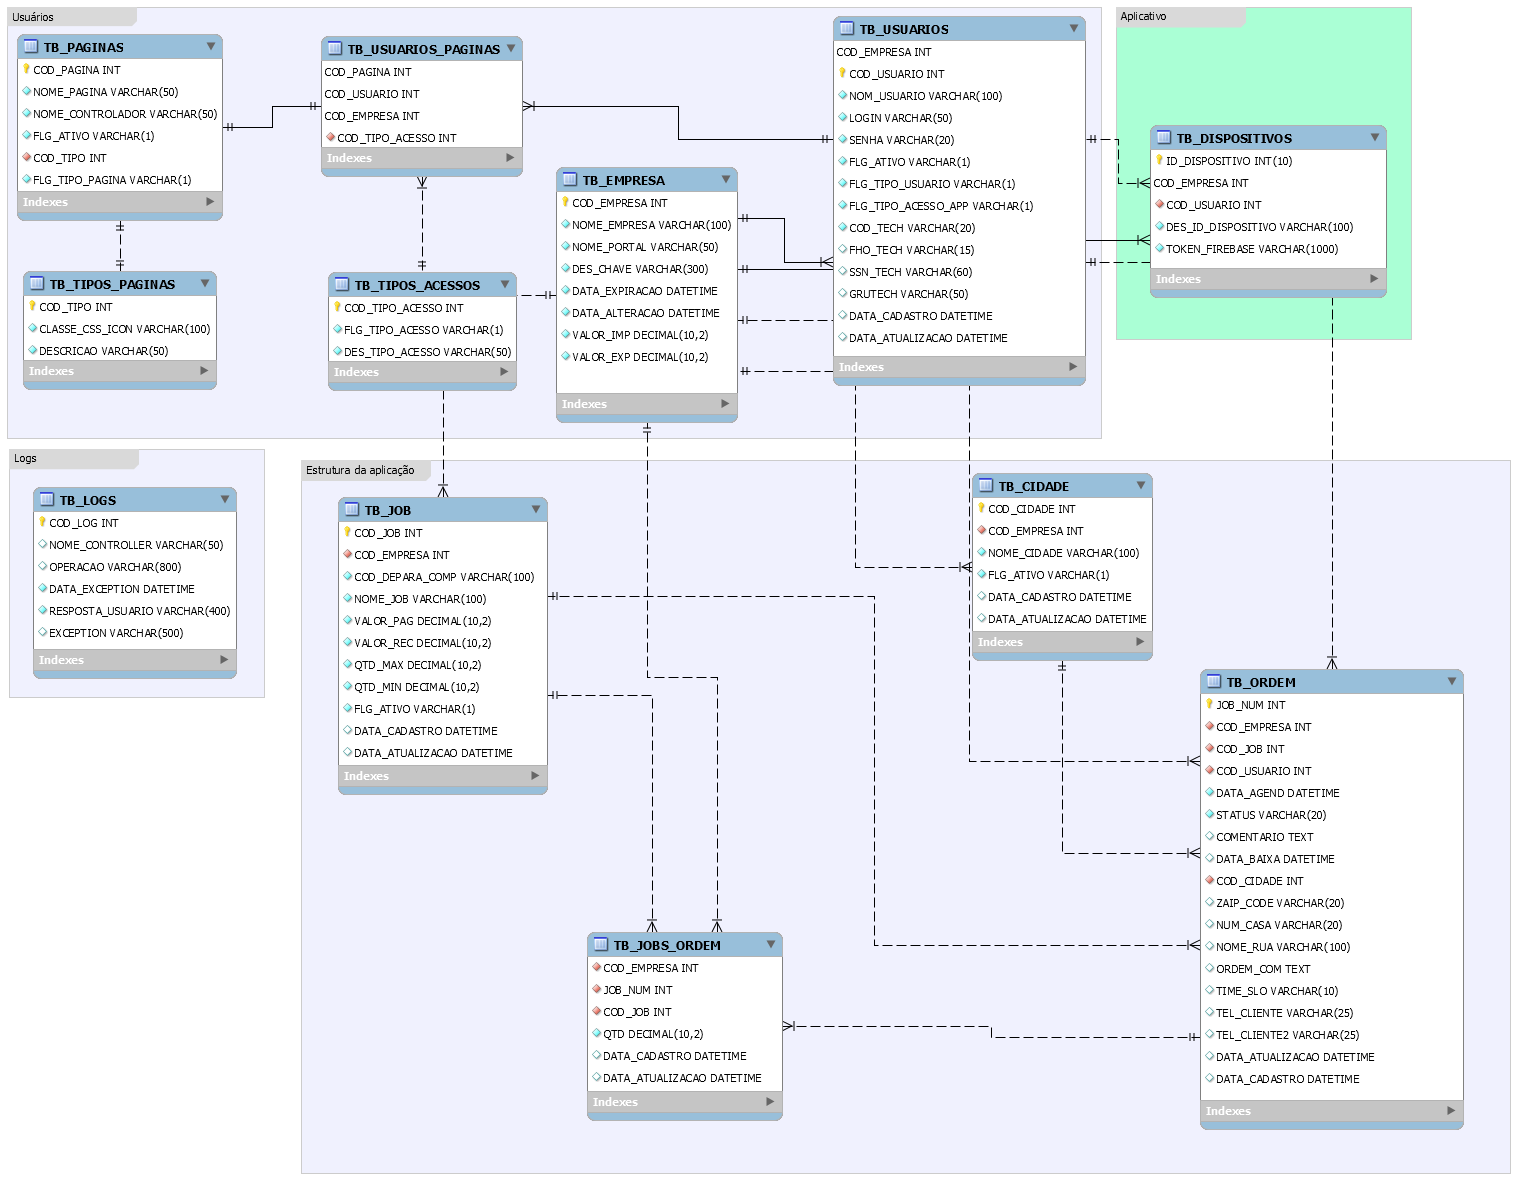 Usuários
TB_PAGINAS
COD_PAGINA INT
NOME_PAGINA VARCHAR(50)
NOME_CONTROLADOR VARCHAR(50)
FLG_ATIVO VARCHAR(1)
COD_TIPO INT
FLG_TIPO_PAGINA VARCHAR(1)
Indexes
TB_TIPOS_PAGINAS
COD_TIPO INT
CLASSE_CSS_ICON VARCHAR(100)
DESCRICAO VARCHAR(50)
Indexes
TB_USUARIOS_PAGINAS
COD_PAGINA INT
COD_USUARIO INT
COD_EMPRESA INT
COD_TIPO_ACESSO INT
Indexes
TB_TIPOS_ACESSOS
COD_TIPO_ACESSO INT
FLG_TIPO_ACESSO VARCHAR(1)
DES_TIPO_ACESSO VARCHAR(50)
Indexes
TB_EMPRESA
COD_EMPRESA INT
NOME_EMPRESA VARCHAR(100)
NOME_PORTAL VARCHAR(50)
DES_CHAVE VARCHAR(300)
DATA_EXPIRACAO DATETIME
DATA_ALTERACAO DATETIME
VALOR_IMP DECIMAL(10,2)
VALOR_EXP DECIMAL(10,2)
Indexes
TB_USUARIOS
COD_EMPRESA INT
COD_USUARIO INT
NOM_USUARIO VARCHAR(100)
LOGIN VARCHAR(50)
SENHA VARCHAR(20)
FLG_ATIVO VARCHAR(1)
FLG_TIPO_USUARIO VARCHAR(1)
FLG_TIPO_ACESSO_APP VARCHAR(1)
COD_TECH VARCHAR(20)
FHO_TECH VARCHAR(15)
SSN_TECH VARCHAR(60)
GRUTECH VARCHAR(50)
DATA_CADASTRO DATETIME
DATA_ATUALIZACAO DATETIME
Indexes
Aplicativo
TB_DISPOSITIVOS
ID_DISPOSITIVO INT(10)
COD_EMPRESA INT
COD_USUARIO INT
DES_ID_DISPOSITIVO VARCHAR(100)
TOKEN_FIREBASE VARCHAR(1000)
Indexes
Logs
TB_LOGS
COD_LOG INT
NOME_CONTROLLER VARCHAR(50)
OPERACAO VARCHAR(800)
DATA_EXCEPTION DATETIME
RESPOSTA_USUARIO VARCHAR(400)
EXCEPTION VARCHAR(500)
Indexes
Estrutura da aplicação
TB_JOB
COD_JOB INT
COD_EMPRESA INT
COD_DEPARA_COMP VARCHAR(100)
NOME_JOB VARCHAR(100)
VALOR_PAG DECIMAL(10,2)
VALOR_REC DECIMAL(10,2)
QTD_MAX DECIMAL(10,2)
QTD_MIN DECIMAL(10,2)
FLG_ATIVO VARCHAR(1)
DATA_CADASTRO DATETIME
DATA_ATUALIZACAO DATETIME
Indexes
TB_CIDADE
COD_CIDADE INT
COD_EMPRESA INT
NOME_CIDADE VARCHAR(100)
FLG_ATIVO VARCHAR(1)
DATA_CADASTRO DATETIME
DATA_ATUALIZACAO DATETIME
Indexes
TB_ORDEM
JOB_NUM INT
COD_EMPRESA INT
COD_JOB INT
COD_USUARIO INT
DATA_AGEND DATETIME
STATUS VARCHAR(20)
COMENTARIO TEXT
DATA_BAIXA DATETIME
COD_CIDADE INT
ZAIP_CODE VARCHAR(20)
NUM_CASA VARCHAR(20)
NOME_RUA VARCHAR(100)
ORDEM_COM TEXT
TIME_SLO VARCHAR(10)
TEL_CLIENTE VARCHAR(25)
TEL_CLIENTE2 VARCHAR(25)
DATA_ATUALIZACAO DATETIME
DATA_CADASTRO DATETIME
Indexes
TB_JOBS_ORDEM
COD_EMPRESA INT
JOB_NUM INT
COD_JOB INT
QTD DECIMAL(10,2)
DATA_CADASTRO DATETIME
DATA_ATUALIZACAO DATETIME
Indexes